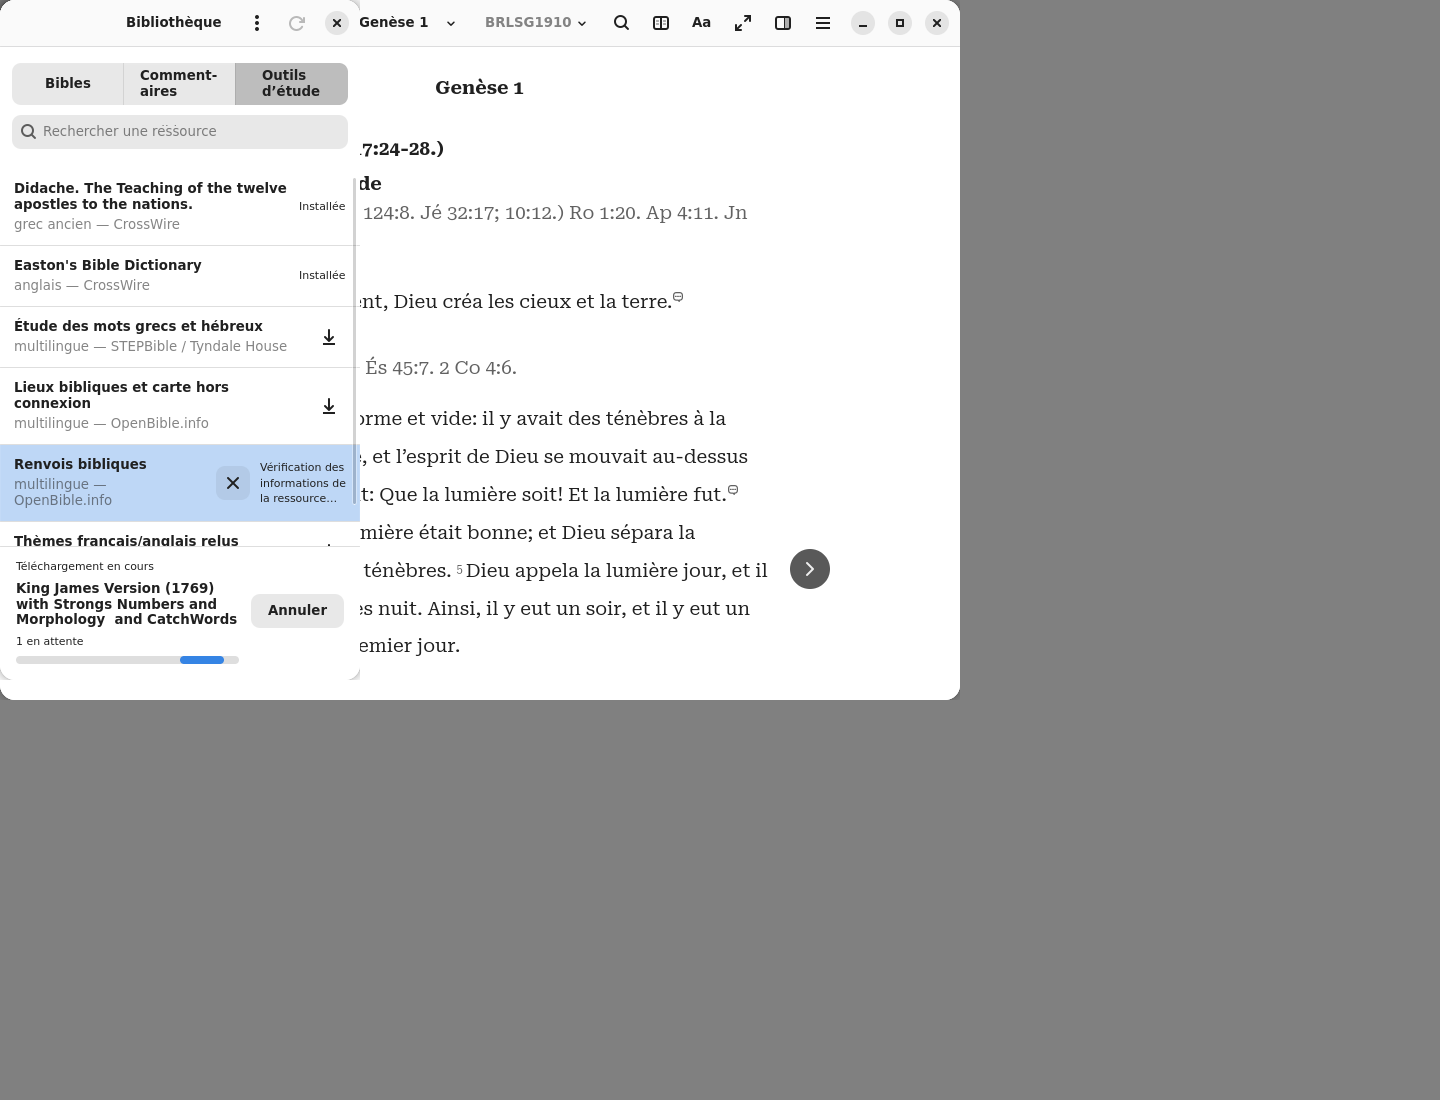 Bibliothèque
Genèse 1
BRLSG1910
Aa
Bibles
Comment-
aires
Outils
d’étude
Rechercher une ressource
Didache. The Teaching of the twelve
apostles to the nations.
grec ancien — CrossWire
Installée
Easton's Bible Dictionary
anglais — CrossWire
Installée
Étude des mots grecs et hébreux
multilingue — STEPBible / Tyndale House
Lieux bibliques et carte hors
connexion
multilingue — OpenBible.info
Renvois bibliques
multilingue —
OpenBible.info
Vérification des
informations de
la ressource…
Thèmes français/anglais relus
Téléchargement en cours
King James Version (1769)
with Strongs Numbers and
Morphology  and CatchWords
Annuler
1 en attente
Genèse 1
17:24-28.)
de
124:8. Jé 32:17; 10:12.) Ro 1:20. Ap 4:11. Jn
ent, Dieu créa les cieux et la terre.
És 45:7. 2 Co 4:6.
orme et vide: il y avait des ténèbres à la
, et l’esprit de Dieu se mouvait au-dessus
t: Que la lumière soit! Et la lumière fut.
mière était bonne; et Dieu sépara la
ténèbres. 5 Dieu appela la lumière jour, et il
es nuit. Ainsi, il y eut un soir, et il y eut un
emier jour.